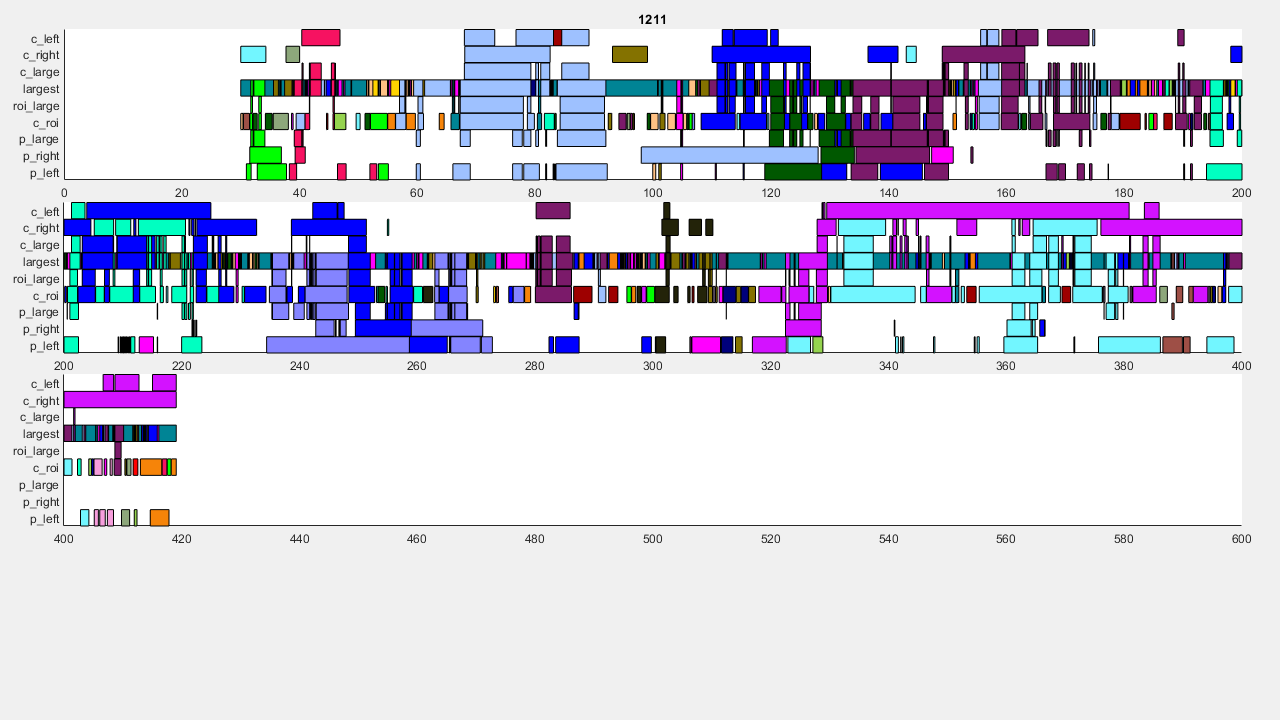 1211
c_left
c_right
c_large
largest
roi_large
c_roi
p_large
p_right
p_left
0 20 40 60 80 100 120 140 160 180 200
c_left
c_right
c_large
largest
roi_large
c_roi
p_large
p_right
p_left
200 220 240 260 280 300 320 340 360 380 400
c_left
c_right
c_large
largest
roi_large
c_roi
p_large
p_right
p_left
400 420 440 460 480 500 520 540 560 580 600